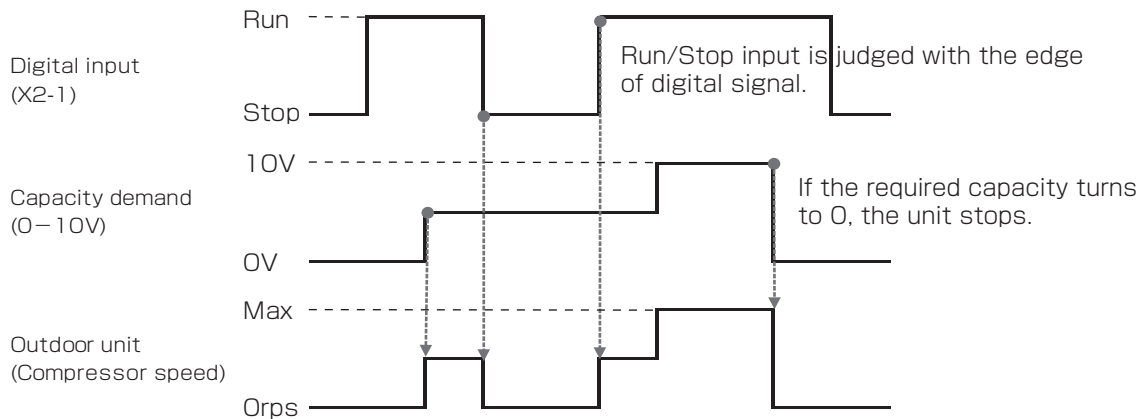 Run
Digital input
(X2-1)
Stop
Run/Stop input is judged with the edge
of digital signal.
10V
Capacity demand
(0−10V)
0V
If the required capacity turns
to 0, the unit stops.
Max
Outdoor unit
(Compressor speed)
0rps